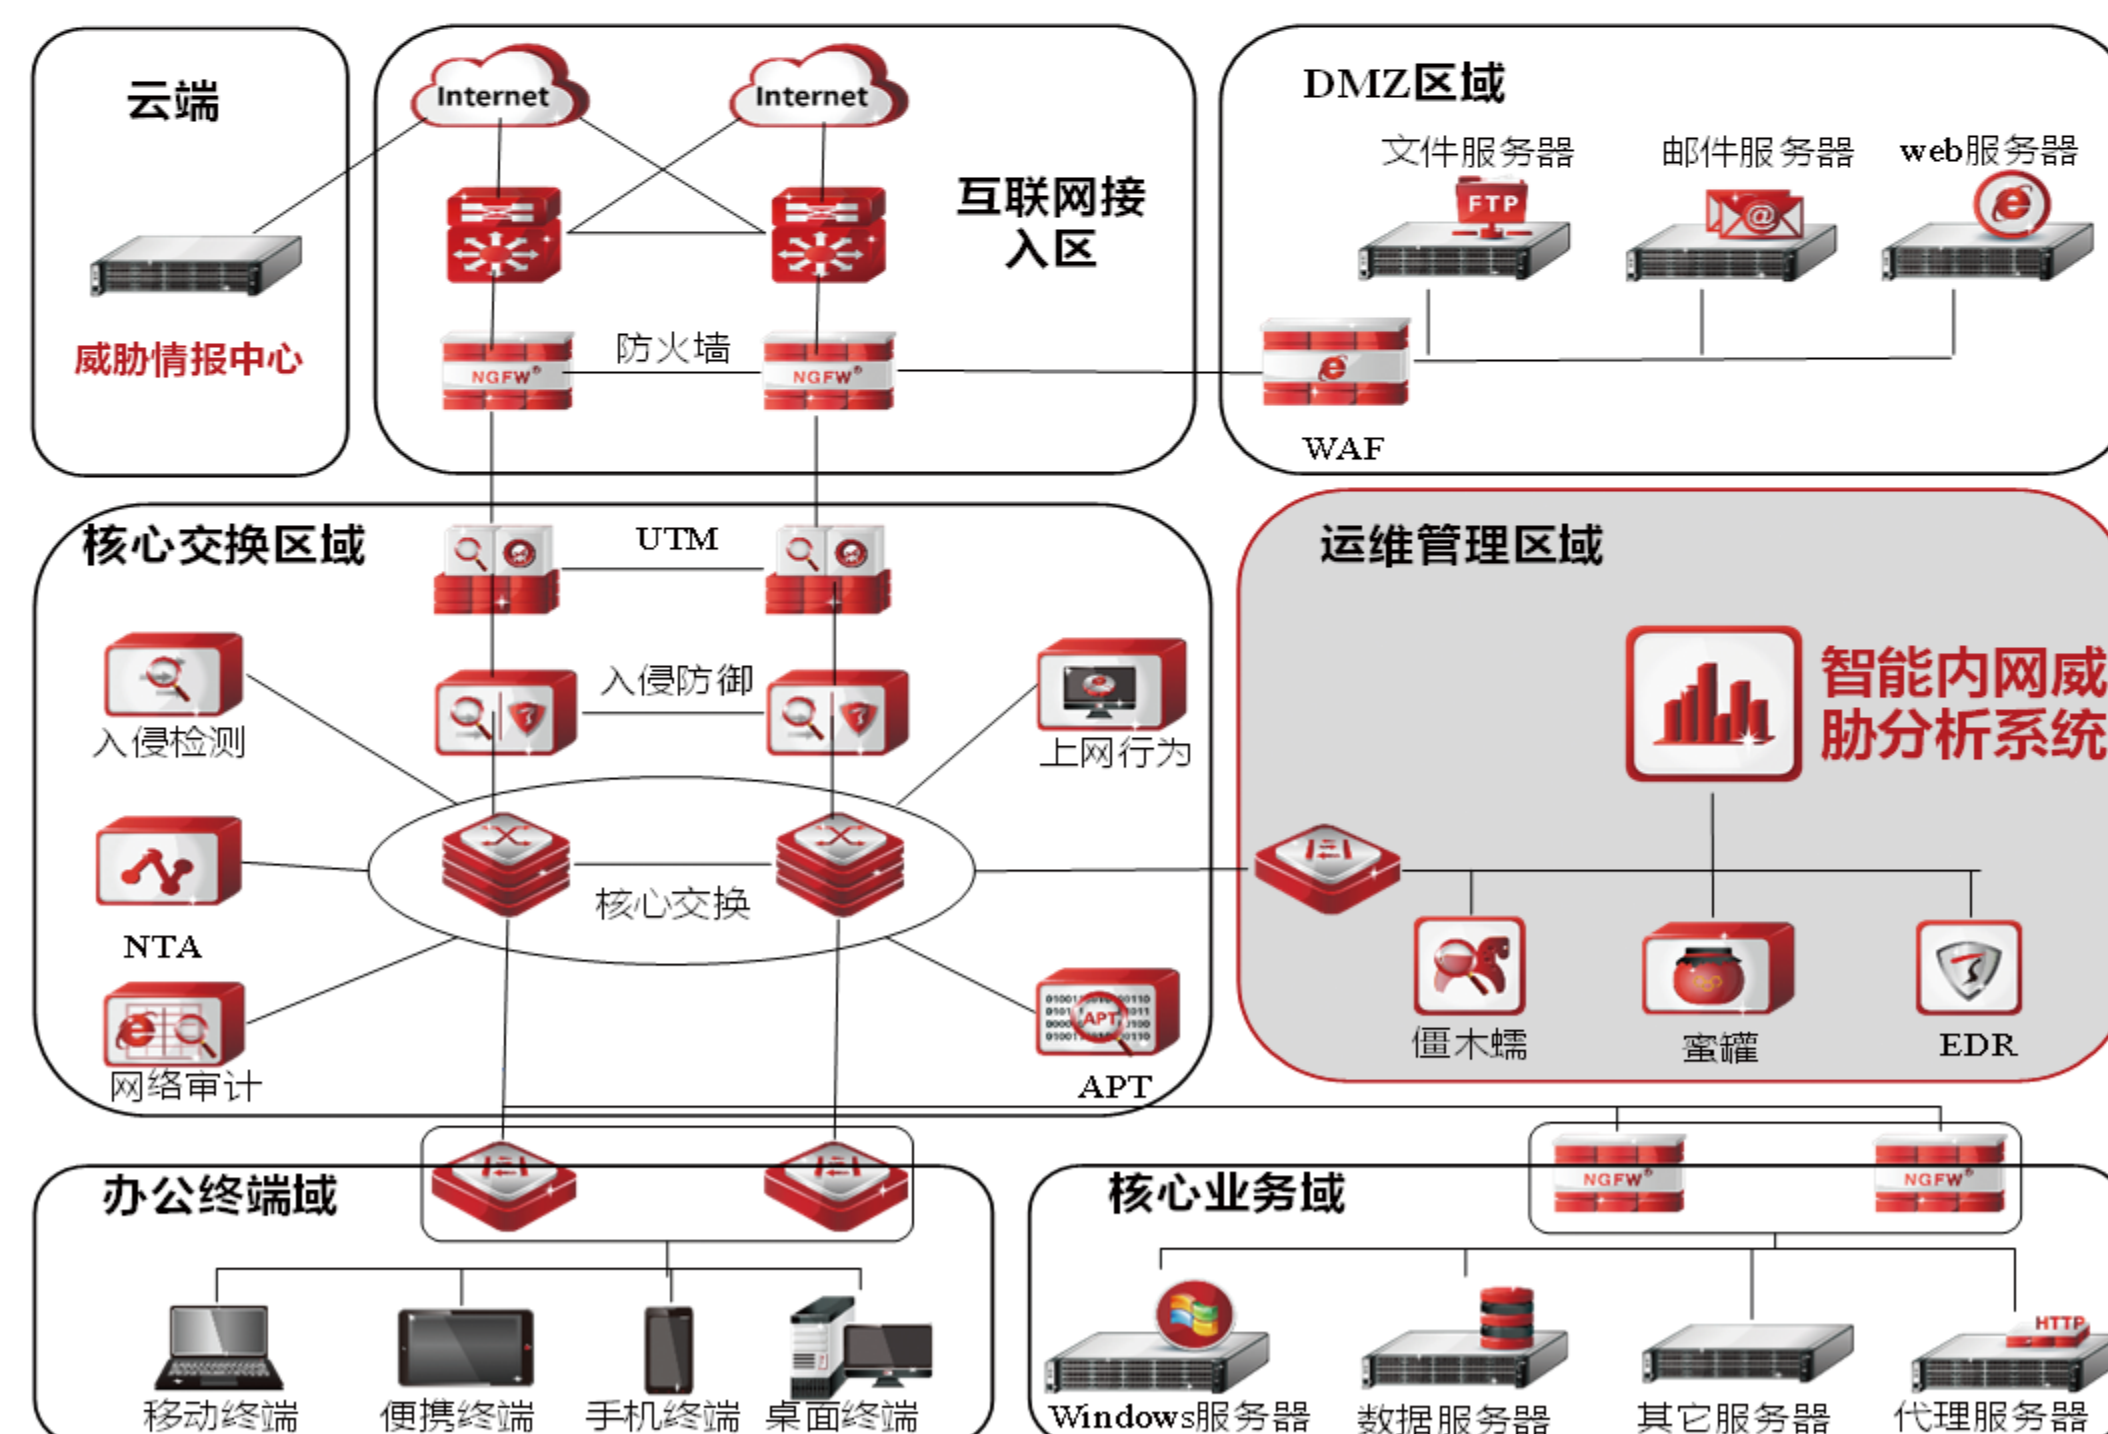 云端
威胁情报中心
Internet
Internet
互联网接
入区
防火墙
NGFW®
NGFW®
DMZ区域
文件服务器
邮件服务器
web服务器
FTP
@
WAF
核心交换区域
UTM
入侵防御
入侵检测
上网行为
NTA
核心交换
网络审计
APT
APT
运维管理区域
智能内网威
胁分析系统
僵木蠕
蜜罐
EDR
办公终端域
移动终端
便携终端
手机终端
桌面终端
核心业务域
NGFW®
NGFW®
HTTP
Windows服务器
数据服务器
其它服务器
代理服务器